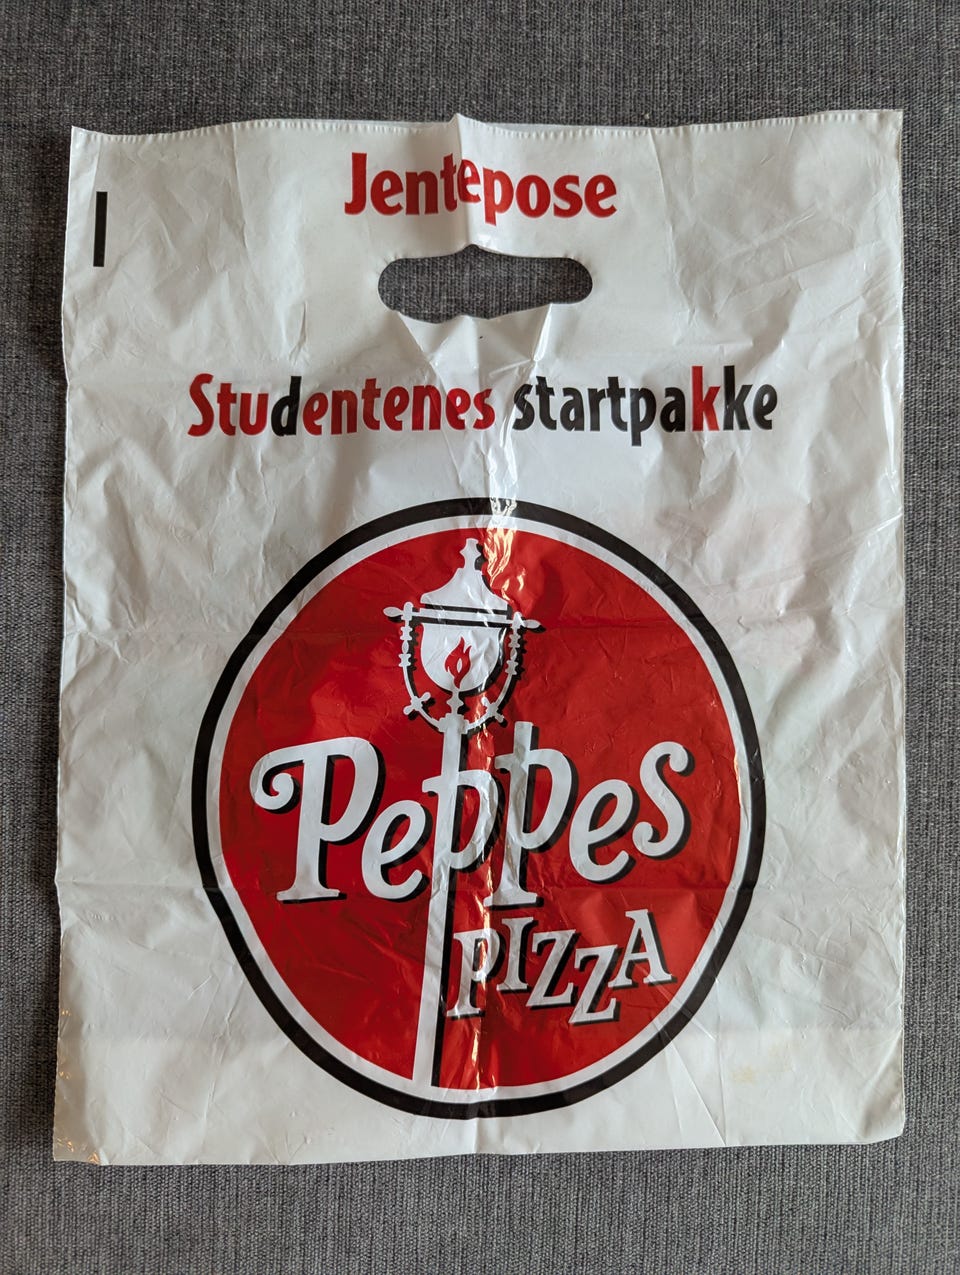 Jentepose
Studentenes startpakke
Peppes
PIZZA